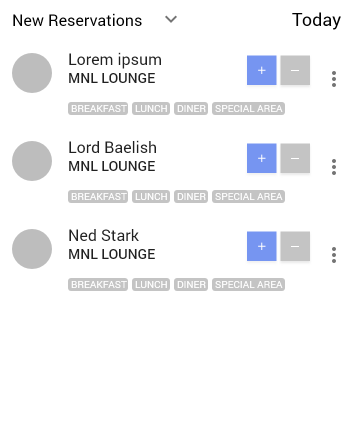 New Reservations Today
Lorem ipsum
MNL LOUNGE
+ −
BREAKFAST LUNCH DINER SPECIAL AREA
Lord Baelish
MNL LOUNGE
+ −
BREAKFAST LUNCH DINER SPECIAL AREA
Ned Stark
MNL LOUNGE
+ −
BREAKFAST LUNCH DINER SPECIAL AREA